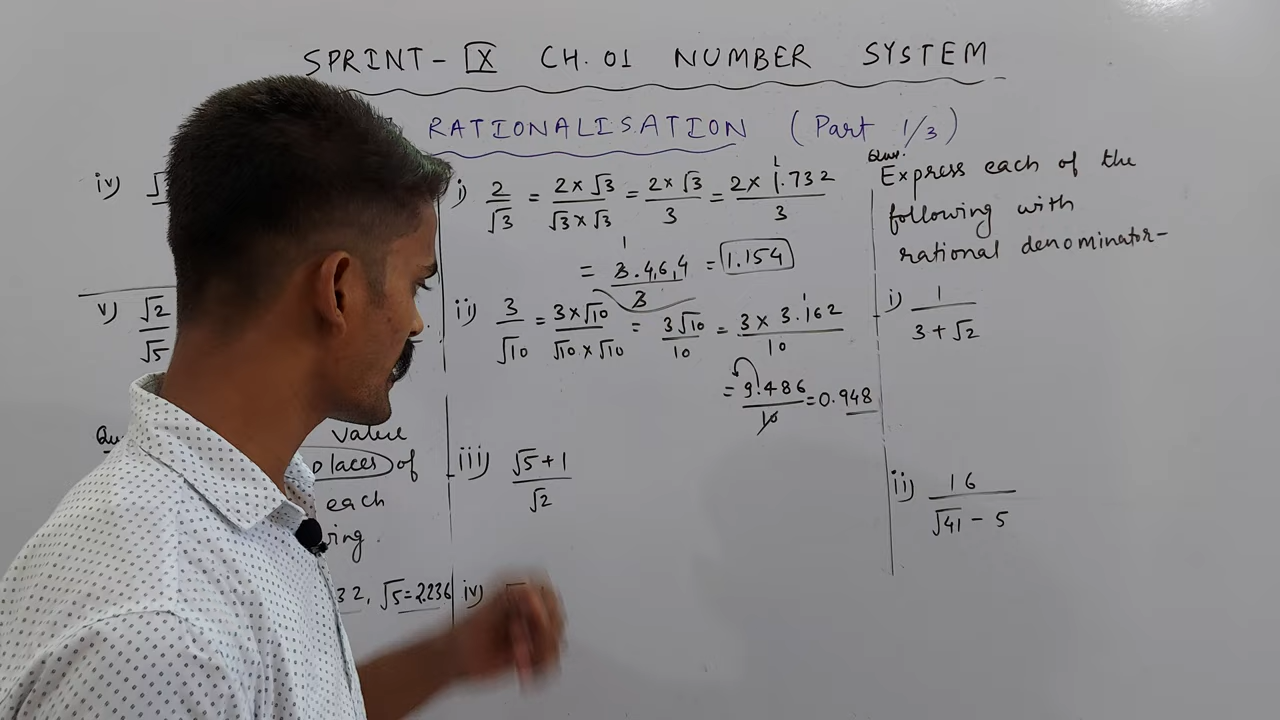 SPRINT- IX CH. 01 NUMBER SYSTEM
RATIONALISATION (Part 1/3)
iv) √
v) √2/√5
value
places of
each
32, √5=2.236
i) 2/√3 = 2×√3/√3×√3 = 2×√3/3 = 2×1.732/3
= 3.464/3 = 1.154
ii) 3/√10 = 3×√10/√10×√10 = 3√10/10 = 3×3.162/10
= 9.486/10 = 0.948
iii) √5+1/√2
iv)
Ques.
Express each of the
following with
rational denominator-
i) 1/3+√2
ii) 16/√41-5